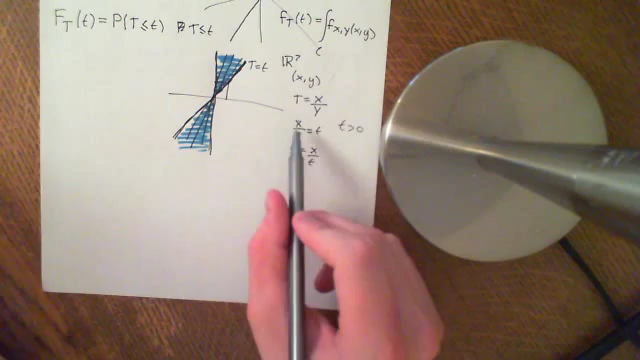 F_T(t) = P(T≤t) T≤t
f_T(t) = ∫ f_{x,y}(x,y)
C
T=t
ℝ²
(x,y)
T = x/y
x/ = t t>0
= x/t